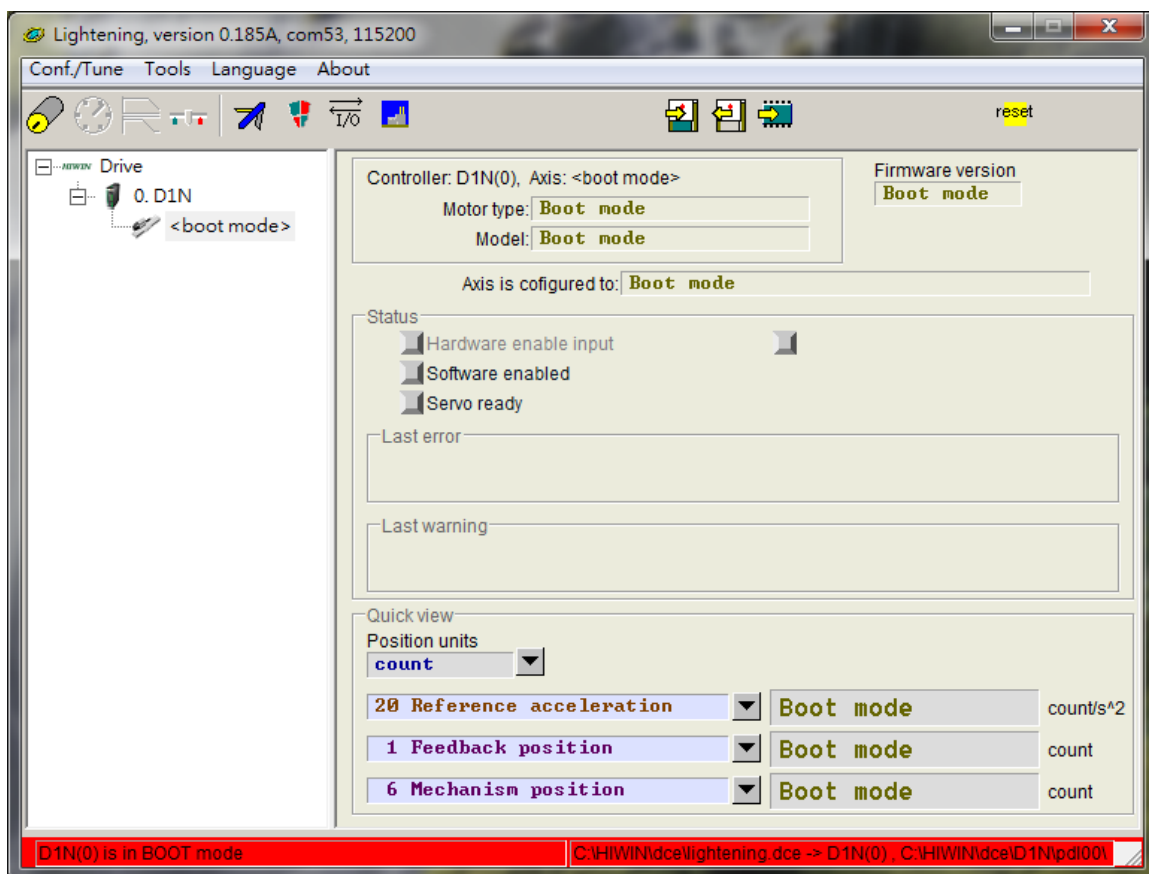 Lightening, version 0.185A, com53, 115200
Conf./Tune Tools Language About
I/O
reset
HIWIN Drive
0. D1N
<boot mode>
Controller: D1N(0), Axis: <boot mode>
Firmware version
Boot mode
Motor type: Boot mode
Model: Boot mode
Axis is cofigured to: Boot mode
Status
Hardware enable input
Software enabled
Servo ready
Last error
Last warning
Quick view
Position units
count
20 Reference acceleration Boot mode count/s^2
1 Feedback position Boot mode count
6 Mechanism position Boot mode count
D1N(0) is in BOOT mode C:\HIWIN\dce\lightening.dce -> D1N(0) , C:\HIWIN\dce\D1N\pdl00\